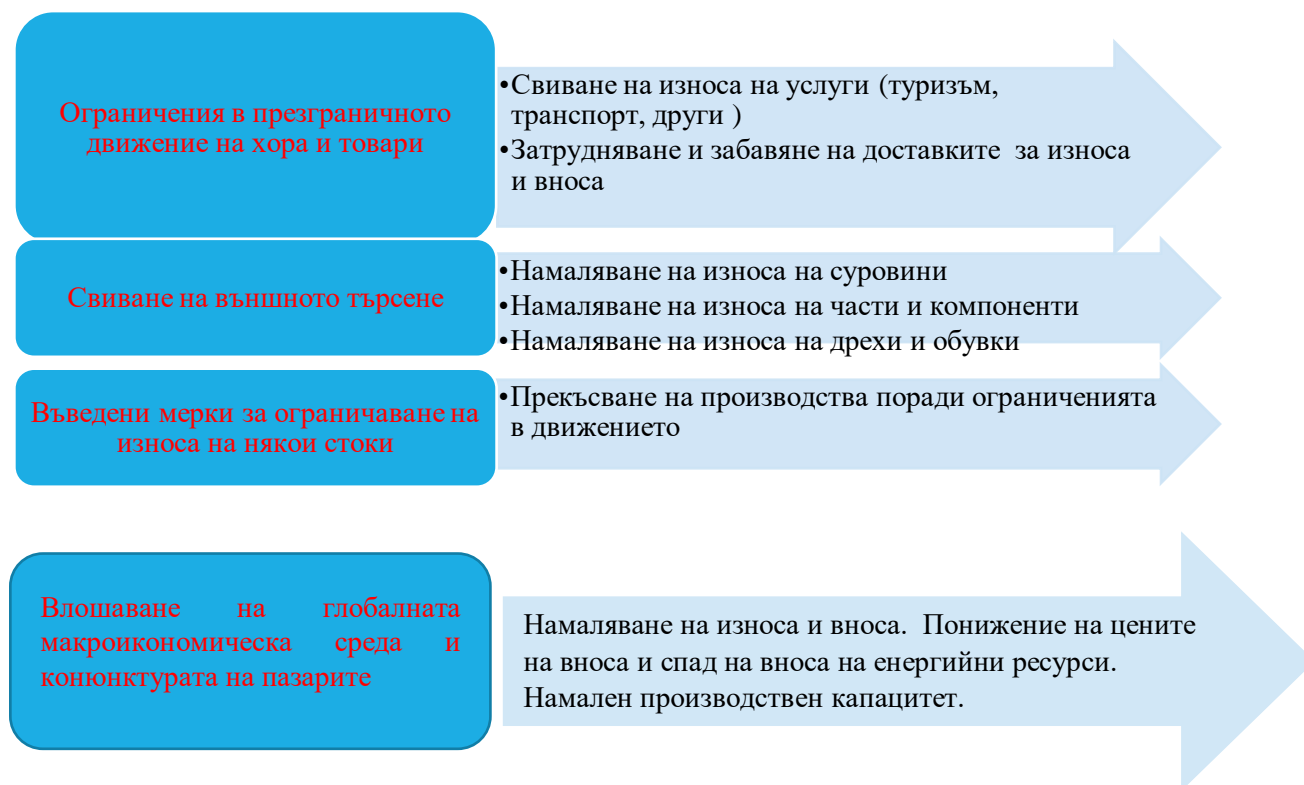 Ограничения в презграничното
движение на хора и товари
•Свиване на износа на услуги (туризъм,
транспорт, други )
•Затрудняване и забавяне на доставките за износа
и вноса
Свиване на външното търсене
•Намаляване на износа на суровини
•Намаляване на износа на части и компоненти
•Намаляване на износа на дрехи и обувки
Въведени мерки за ограничаване на
износа на някои стоки
•Прекъсване на производства поради ограниченията
в движението
Влошаване на глобалната
макроикономическа среда и
конюнктурата на пазарите
Намаляване на износа и вноса. Понижение на цените
на вноса и спад на вноса на енергийни ресурси.
Намален производствен капацитет.